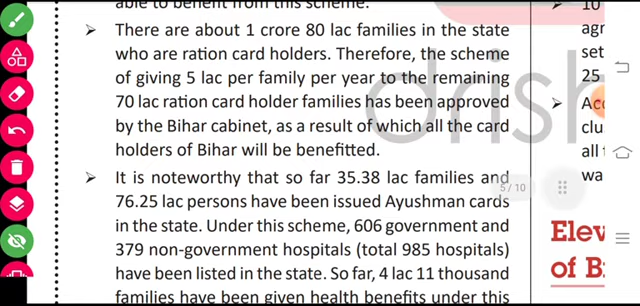 able to benefit from this scheme.
➤ There are about 1 crore 80 lac families in the state
who are ration card holders. Therefore, the scheme
of giving 5 lac per family per year to the remaining
70 lac ration card holder families has been approved
by the Bihar cabinet, as a result of which all the card
holders of Bihar will be benefitted.
➤ It is noteworthy that so far 35.38 lac families and
76.25 lac persons have been issued Ayushman cards
in the state. Under this scheme, 606 government and
379 non-government hospitals (total 985 hospitals)
have been listed in the state. So far, 4 lac 11 thousand
families have been given health benefits under this
drish
5/10
10
agr
set
25
Acc
clu
all
wa
Elev
of B